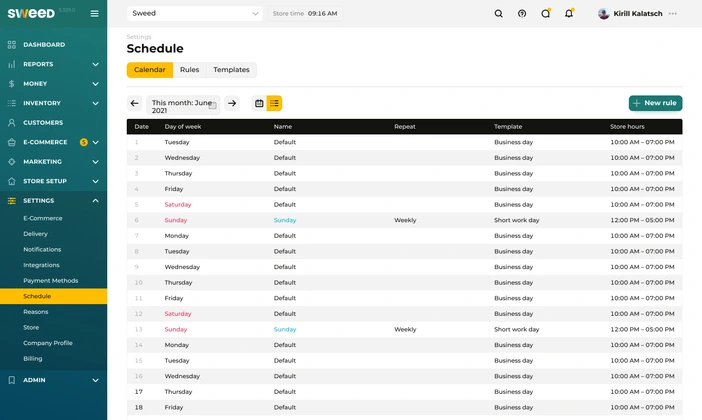 SWEED
Sweed
Store time 09:16 AM
Kirill Kalatsch
DASHBOARD
REPORTS
MONEY
INVENTORY
CUSTOMERS
E-COMMERCE 5
MARKETING
STORE SETUP
SETTINGS
E-Commerce
Delivery
Notifications
Integrations
Payment Methods
Schedule
Reasons
Store
Company Profile
Billing
ADMIN
Settings
Schedule
Calendar Rules Templates
This month: June
2021
New rule
Date Day of week Name Repeat Template Store hours
1 Tuesday Default Business day 10:00 AM – 07:00 PM
2 Wednesday Default Business day 10:00 AM – 07:00 PM
3 Thursday Default Business day 10:00 AM – 07:00 PM
4 Friday Default Business day 10:00 AM – 07:00 PM
5 Saturday Default Business day 10:00 AM – 07:00 PM
6 Sunday Sunday Weekly Short work day 12:00 PM – 05:00 PM
7 Monday Default Business day 10:00 AM – 07:00 PM
8 Tuesday Default Business day 10:00 AM – 07:00 PM
9 Wednesday Default Business day 10:00 AM – 07:00 PM
10 Thursday Default Business day 10:00 AM – 07:00 PM
11 Friday Default Business day 10:00 AM – 07:00 PM
12 Saturday Default Business day 10:00 AM – 07:00 PM
13 Sunday Sunday Weekly Short work day 12:00 PM – 05:00 PM
14 Monday Default Business day 10:00 AM – 07:00 PM
15 Tuesday Default Business day 10:00 AM – 07:00 PM
16 Wednesday Default Business day 10:00 AM – 07:00 PM
17 Thursday Default Business day 10:00 AM – 07:00 PM
18 Friday Default Business day 10:00 AM – 07:00 PM